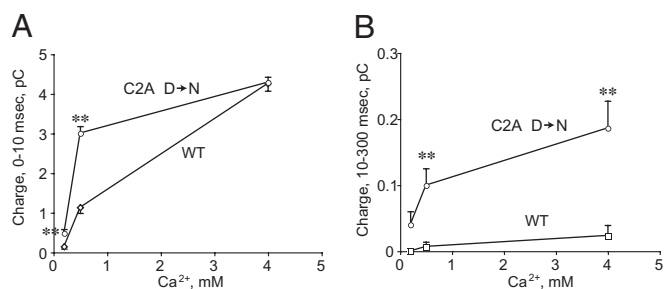 A
Charge, 0-10 msec, pC
5
4
3
2
1
0
**
**
C2A D→N
WT
0 1 2 3 4 5
Ca²⁺, mM
B
Charge, 10-300 msec, pC
0.3
0.2
0.1
0
**
**
C2A D→N
WT
0 1 2 3 4 5
Ca²⁺, mM